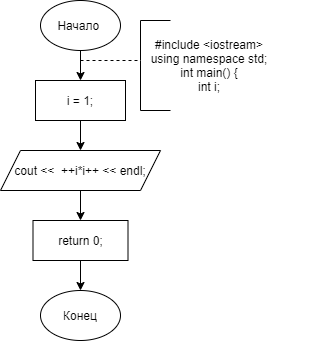 Начало
#include <iostream>
using namespace std;
int main() {
int i;
i = 1;
cout << ++i*i++ << endl;
return 0;
Конец